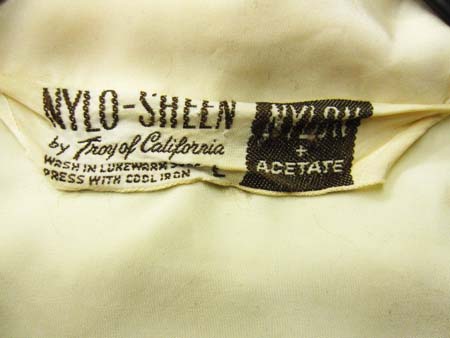 NYLO-SHEEN
by Troy of California
WASH IN LUKEWARM
PRESS WITH COOL IRON
L
NYLON
+
ACETATE